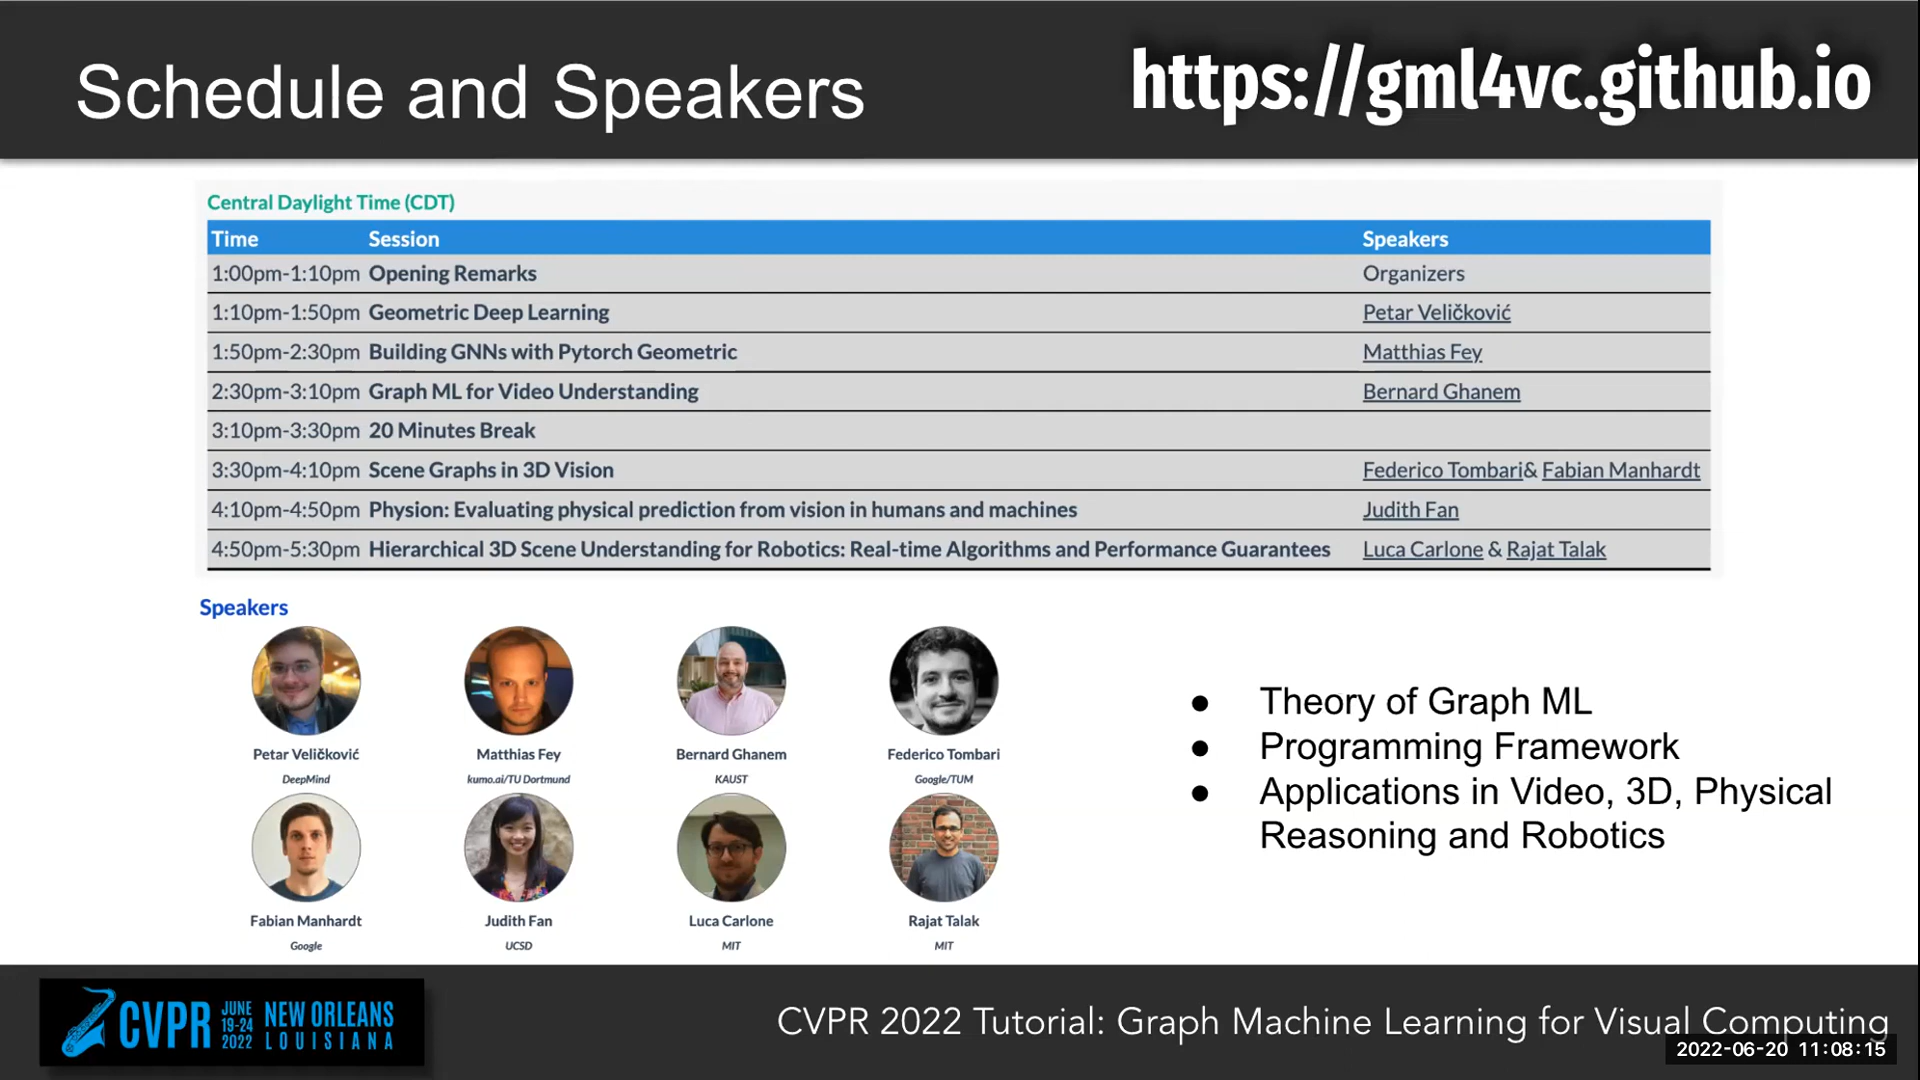 Schedule and Speakers
https://gml4vc.github.io
Central Daylight Time (CDT)
Time Session Speakers
1:00pm-1:10pm Opening Remarks Organizers
1:10pm-1:50pm Geometric Deep Learning Petar Veličković
1:50pm-2:30pm Building GNNs with Pytorch Geometric Matthias Fey
2:30pm-3:10pm Graph ML for Video Understanding Bernard Ghanem
3:10pm-3:30pm 20 Minutes Break
3:30pm-4:10pm Scene Graphs in 3D Vision Federico Tombari& Fabian Manhardt
4:10pm-4:50pm Physion: Evaluating physical prediction from vision in humans and machines Judith Fan
4:50pm-5:30pm Hierarchical 3D Scene Understanding for Robotics: Real-time Algorithms and Performance Guarantees Luca Carlone & Rajat Talak
Speakers
Petar Veličković Matthias Fey Bernard Ghanem Federico Tombari
DeepMind kumo.ai/TU Dortmund KAUST Google/TUM
Fabian Manhardt Judith Fan Luca Carlone Rajat Talak
Google UCSD MIT MIT
● Theory of Graph ML
● Programming Framework
● Applications in Video, 3D, Physical
Reasoning and Robotics
CVPR
JUNE
19-24
2022
NEW ORLEANS
LOUISIANA
CVPR 2022 Tutorial: Graph Machine Learning for Visual Computing
2022-06-20 11:08:15